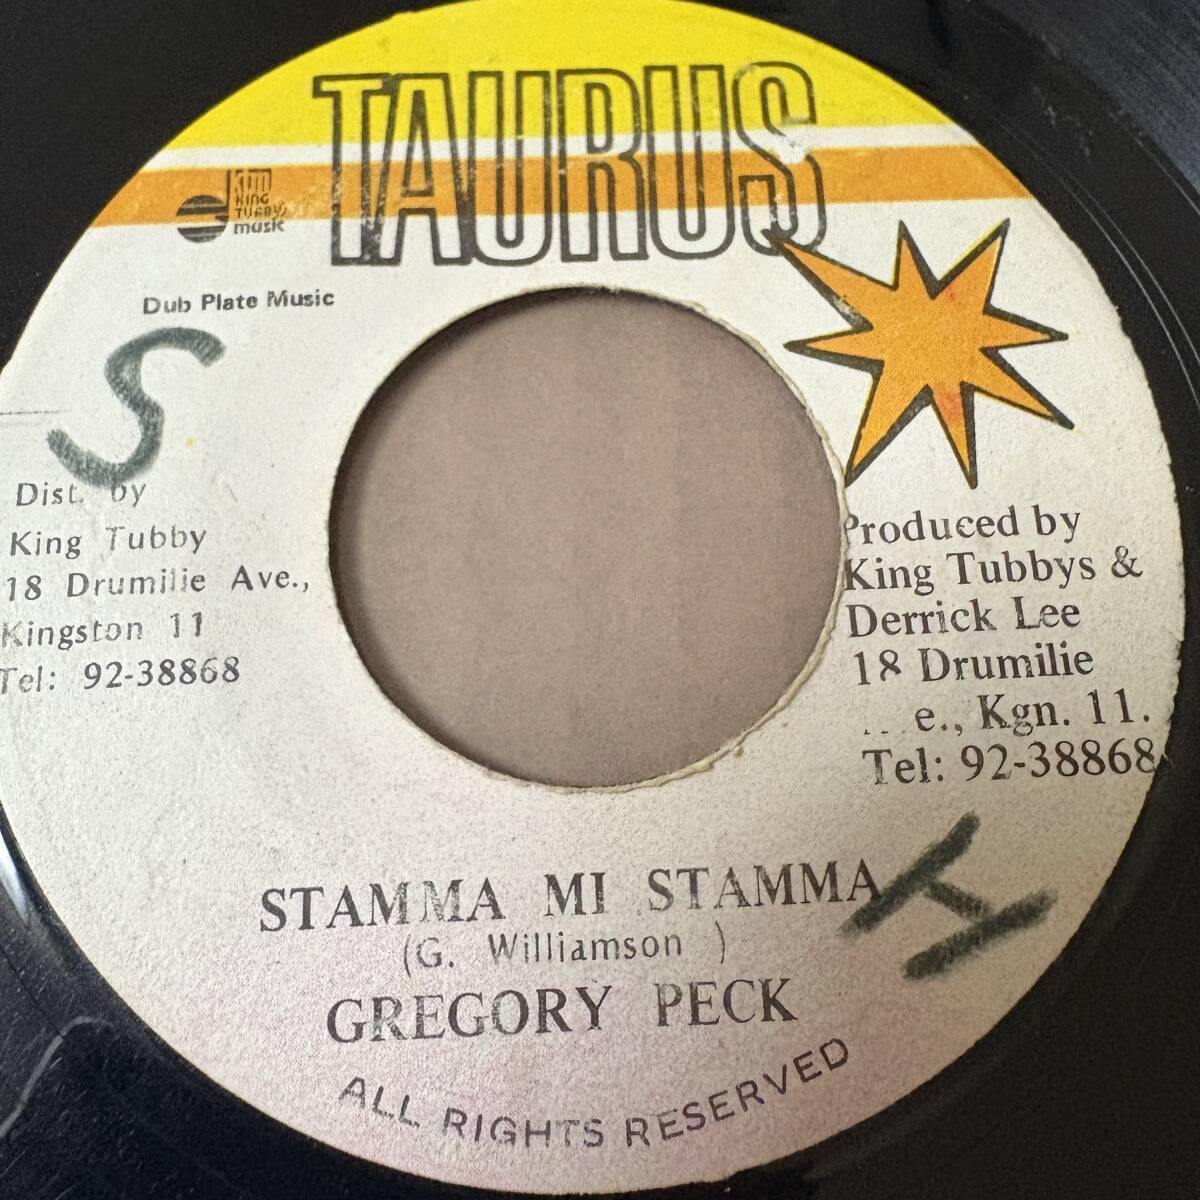 TAURUS
KING
TUBBYS
musik
Dub Plate Music
S
Dist. by
King Tubby
18 Drumilie Ave.,
Kingston 11
Tel: 92-38868
Produced by
King Tubbys &
Derrick Lee
18 Drumilie
e., Kgn. 11.
Tel: 92-38868
STAMMA MI STAMMA
H
(G. Williamson )
GREGORY PECK
ALL RIGHTS RESERVED